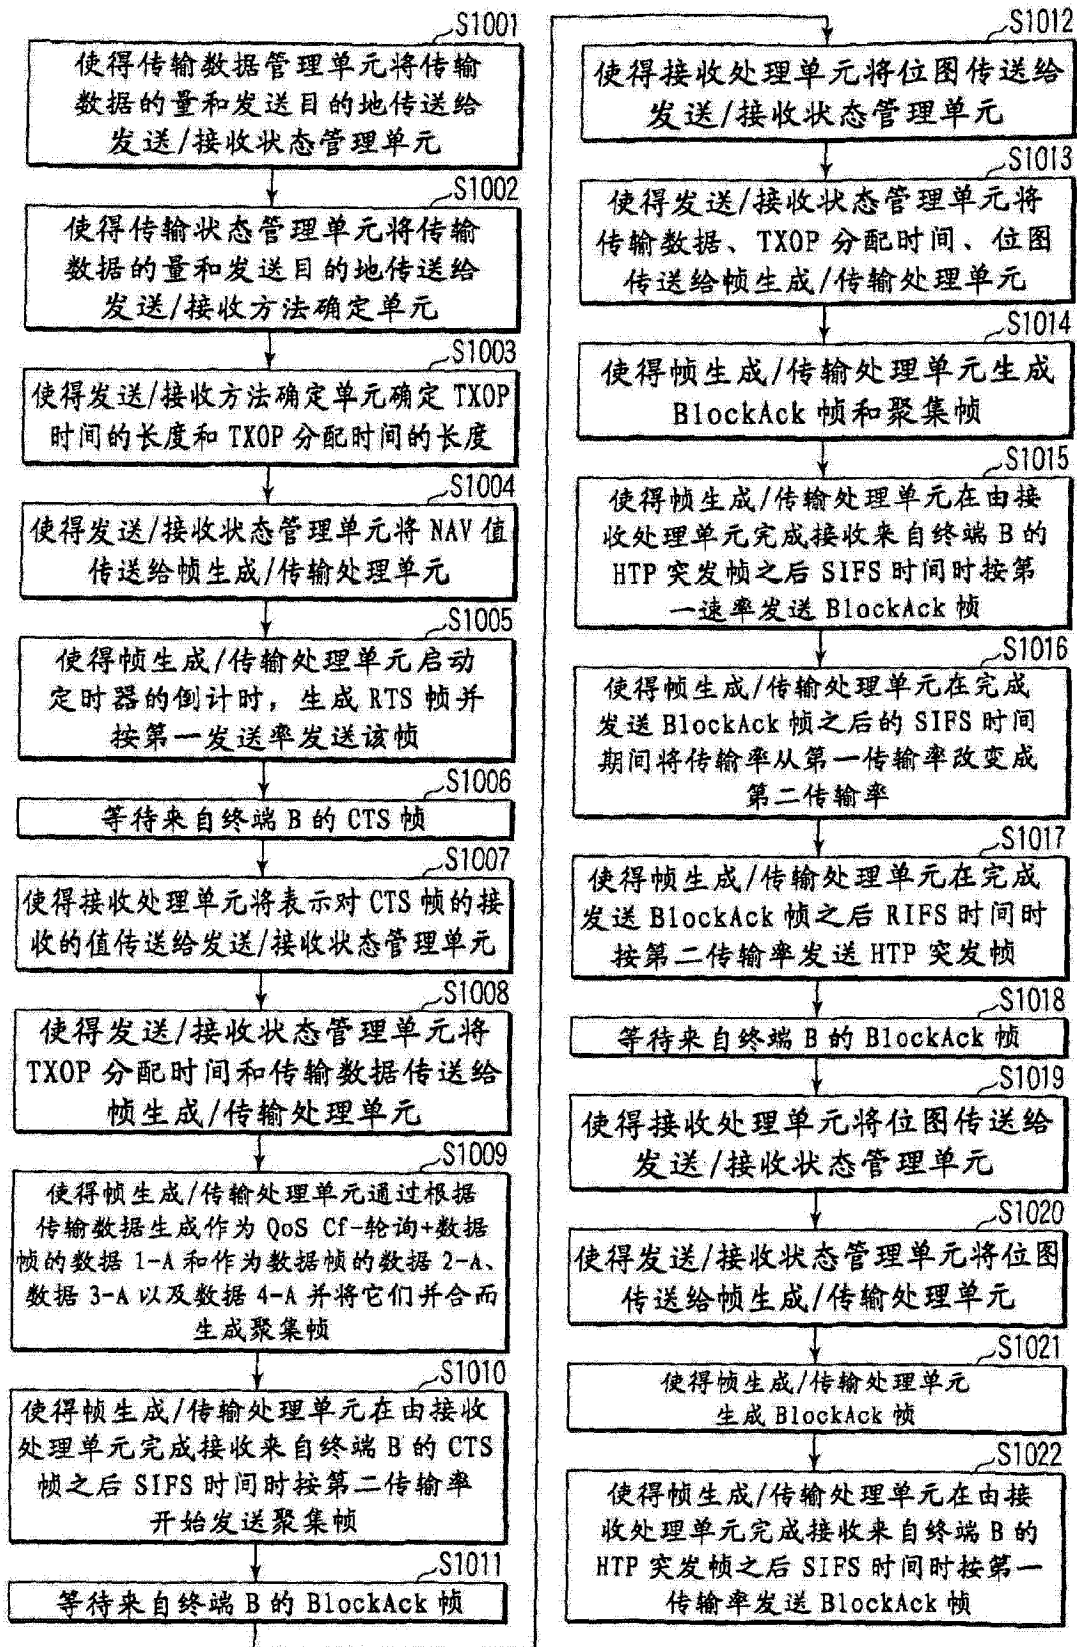 S1001
使得传输数据管理单元将传输
数据的量和发送目的地传送给
发送/接收状态管理单元
S1002
使得传输状态管理单元将传输
数据的量和发送目的地传送给
发送/接收方法确定单元
S1003
使得发送/接收方法确定单元确定 TXOP
时间的长度和 TXOP 分配时间的长度
S1004
使得发送/接收状态管理单元将 NAV 值
传送给帧生成/传输处理单元
S1005
使得帧生成/传输处理单元启动
定时器的倒计时，生成 RTS 帧并
按第一发送率发送该帧
S1006
等待来自终端 B 的 CTS 帧
S1007
使得接收处理单元将表示对 CTS 帧的接
收的值传送给发送/接收状态管理单元
S1008
使得发送/接收状态管理单元将
TXOP 分配时间和传输数据传送给
帧生成/传输处理单元
S1009
使得帧生成/传输处理单元通过根据
传输数据生成作为 QoS Cf-轮询+数据
帧的数据 1-A 和作为数据帧的数据 2-A、
数据 3-A 以及数据 4-A 并将它们并合而
生成聚集帧
S1010
使得帧生成/传输处理单元在由接收
处理单元完成接收来自终端 B 的 CTS
帧之后 SIFS 时间时按第二传输率
开始发送聚集帧
S1011
等待来自终端 B 的 BlockAck 帧
S1012
使得接收处理单元将位图传送给
发送/接收状态管理单元
S1013
使得发送/接收状态管理单元将
传输数据、TXOP 分配时间、位图
传送给帧生成/传输处理单元
S1014
使得帧生成/传输处理单元生成
BlockAck 帧和聚集帧
S1015
使得帧生成/传输处理单元在由接
收处理单元完成接收来自终端 B 的
HTP 突发帧之后 SIFS 时间时按第
一速率发送 BlockAck 帧
S1016
使得帧生成/传输处理单元在完成
发送 BlockAck 帧之后的 SIFS 时间
期间将传输率从第一传输率改变成
第二传输率
S1017
使得帧生成/传输处理单元在完成
发送 BlockAck 帧之后 RIFS 时间时
按第二传输率发送 HTP 突发帧
S1018
等待来自终端 B 的 BlockAck 帧
S1019
使得接收处理单元将位图传送给
发送/接收状态管理单元
S1020
使得发送/接收状态管理单元将位图
传送给帧生成/传输处理单元
S1021
使得帧生成/传输处理单元
生成 BlockAck 帧
S1022
使得帧生成/传输处理单元在由接
收处理单元完成接收来自终端 B 的
HTP 突发帧之后 SIFS 时间时按第一
传输率发送 BlockAck 帧